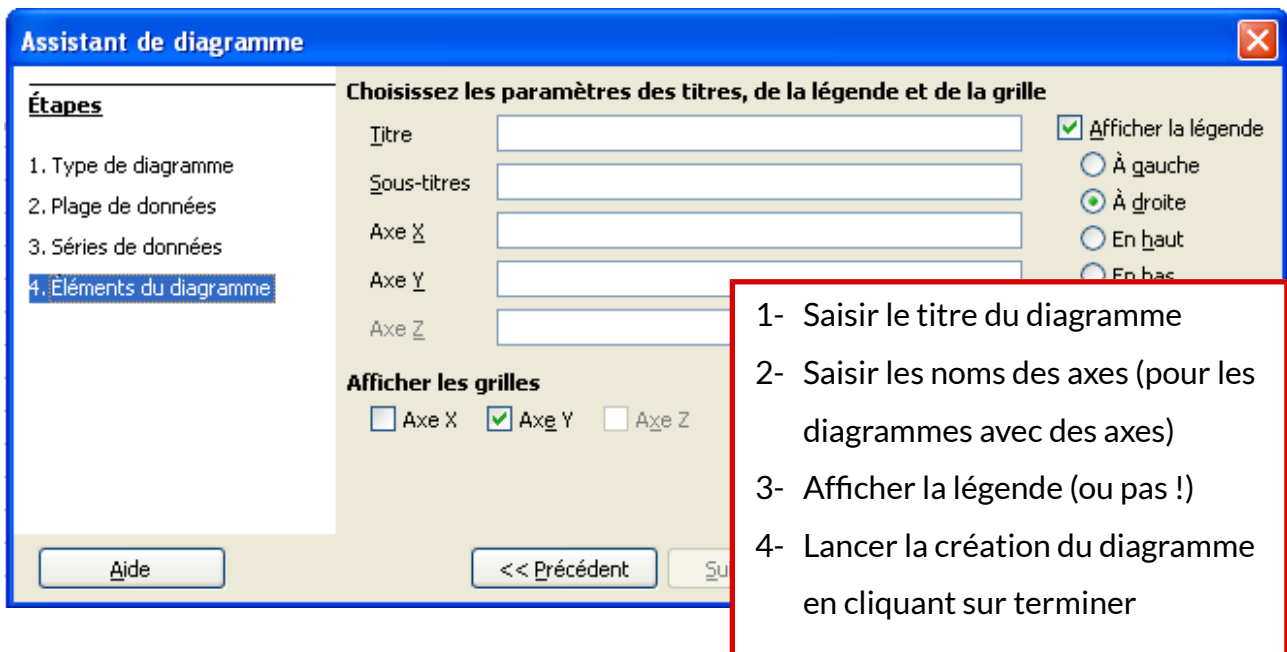 Assistant de diagramme
Étapes
1. Type de diagramme
2. Plage de données
3. Séries de données
4. Éléments du diagramme
Choisissez les paramètres des titres, de la légende et de la grille
Titre
Sous-titres
Axe X
Axe Y
Axe Z
Afficher la légende
À gauche
À droite
En haut
En bas
Afficher les grilles
Axe X Axe Y Axe Z
Aide
<< Précédent
1- Saisir le titre du diagramme
2- Saisir les noms des axes (pour les
diagrammes avec des axes)
3- Afficher la légende (ou pas !)
4- Lancer la création du diagramme
en cliquant sur terminer